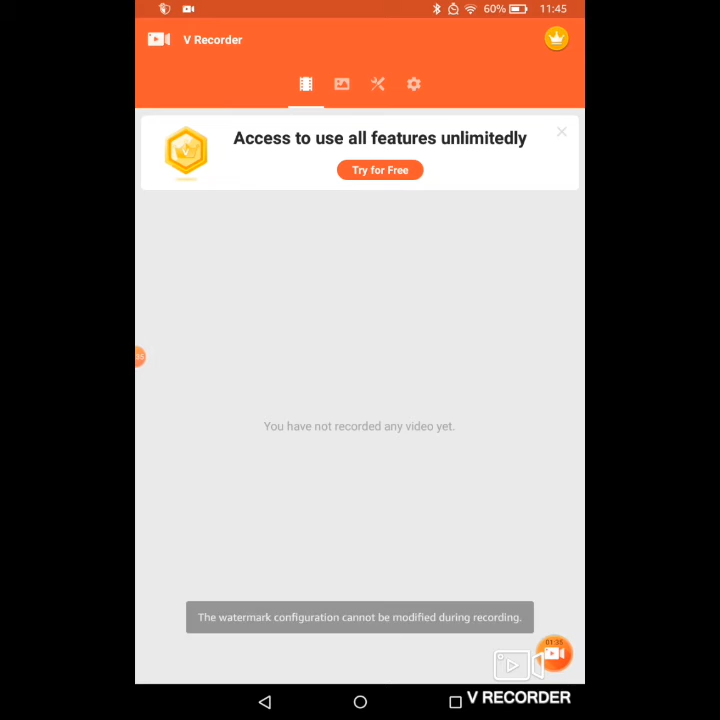 60% 11:45
V Recorder
Access to use all features unlimitedly
Try for Free
You have not recorded any video yet.
The watermark configuration cannot be modified during recording.
01:35
V RECORDER